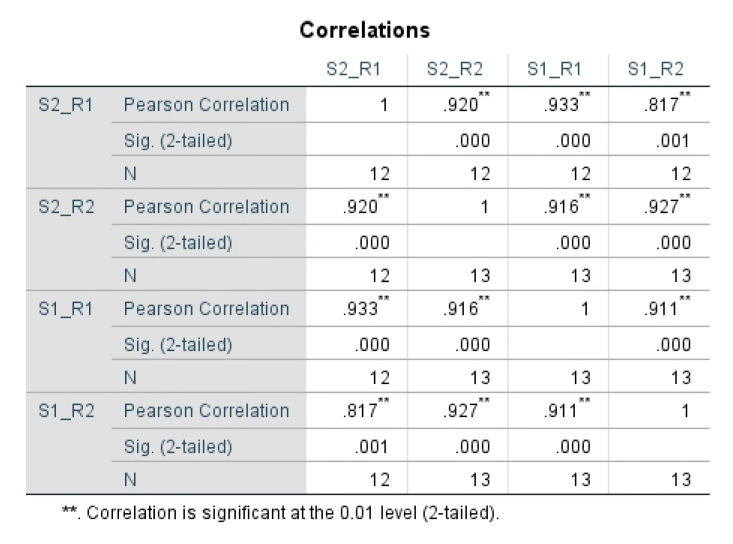 Correlations
S2_R1 S2_R2 S1_R1 S1_R2
S2_R1 Pearson Correlation 1 .920** .933** .817**
Sig. (2-tailed) .000 .000 .001
N 12 12 12 12
S2_R2 Pearson Correlation .920** 1 .916** .927**
Sig. (2-tailed) .000 .000 .000
N 12 13 13 13
S1_R1 Pearson Correlation .933** .916** 1 .911**
Sig. (2-tailed) .000 .000 .000
N 12 13 13 13
S1_R2 Pearson Correlation .817** .927** .911** 1
Sig. (2-tailed) .001 .000 .000
N 12 13 13 13
**. Correlation is significant at the 0.01 level (2-tailed).